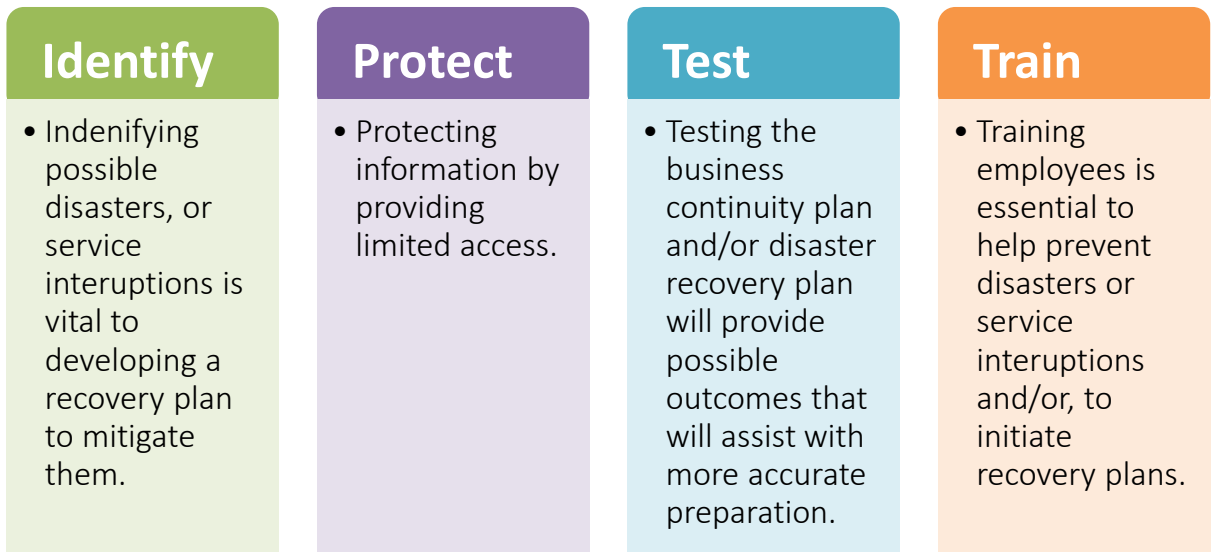 Identify
• Indenifying
possible
disasters, or
service
interuptions is
vital to
developing a
recovery plan
to mitigate
them.
Protect
• Protecting
information by
providing
limited access.
Test
• Testing the
business
continuity plan
and/or disaster
recovery plan
will provide
possible
outcomes that
will assist with
more accurate
preparation.
Train
• Training
employees is
essential to
help prevent
disasters or
service
interuptions
and/or, to
initiate
recovery plans.